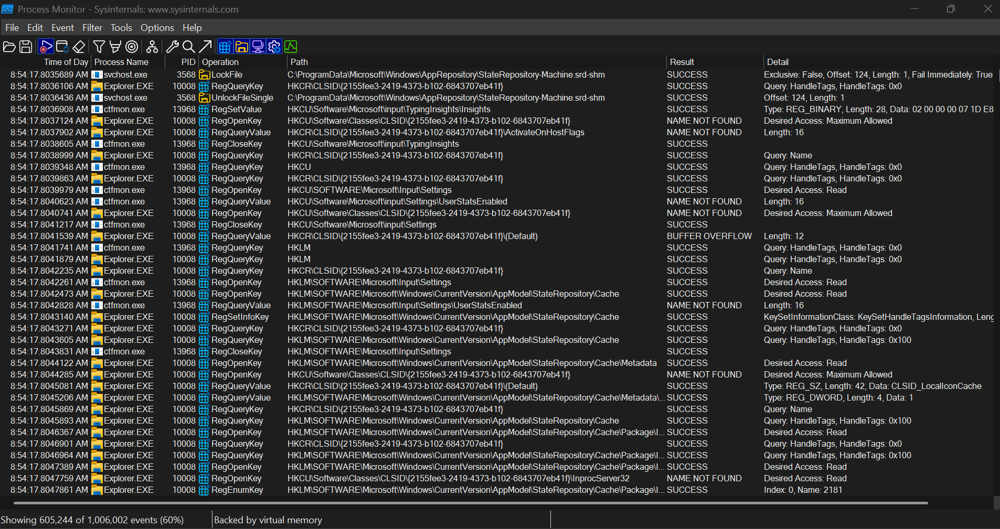 Process Monitor - Sysinternals: www.sysinternals.com
File Edit Event Filter Tools Options Help
Time of Day Process Name PID Operation Path Result Detail
8:54:17.8035689 AM svchost.exe 3568 LockFile C:\ProgramData\Microsoft\Windows\AppRepository\StateRepository-Machine.srd-shm SUCCESS Exclusive: False, Offset: 124, Length: 1, Fail Immediately: True
8:54:17.8036106 AM Explorer.EXE 10008 RegQueryKey HKCR\CLSID\{2155fee3-2419-4373-b102-6843707eb41f} SUCCESS Query: HandleTags, HandleTags: 0x0
8:54:17.8036436 AM svchost.exe 3568 UnlockFileSingle C:\ProgramData\Microsoft\Windows\AppRepository\StateRepository-Machine.srd-shm SUCCESS Offset: 124, Length: 1
8:54:17.8036908 AM ctfmon.exe 13968 RegSetValue HKCU\Software\Microsoft\input\TypingInsights\Insights SUCCESS Type: REG_BINARY, Length: 28, Data: 02 00 00 00 07 1D E8
8:54:17.8037124 AM Explorer.EXE 10008 RegOpenKey HKCU\Software\Classes\CLSID\{2155fee3-2419-4373-b102-6843707eb41f} NAME NOT FOUND Desired Access: Maximum Allowed
8:54:17.8037902 AM Explorer.EXE 10008 RegQueryValue HKCR\CLSID\{2155fee3-2419-4373-b102-6843707eb41f}\ActivateOnHostFlags NAME NOT FOUND Length: 16
8:54:17.8038605 AM ctfmon.exe 13968 RegCloseKey HKCU\Software\Microsoft\input\TypingInsights SUCCESS
8:54:17.8038999 AM Explorer.EXE 10008 RegQueryKey HKCR\CLSID\{2155fee3-2419-4373-b102-6843707eb41f} SUCCESS Query: Name
8:54:17.8039348 AM ctfmon.exe 13968 RegQueryKey HKCU SUCCESS Query: HandleTags, HandleTags: 0x0
8:54:17.8039863 AM Explorer.EXE 10008 RegQueryKey HKCR\CLSID\{2155fee3-2419-4373-b102-6843707eb41f} SUCCESS Query: HandleTags, HandleTags: 0x0
8:54:17.8039979 AM ctfmon.exe 13968 RegOpenKey HKCU\SOFTWARE\Microsoft\Input\Settings SUCCESS Desired Access: Read
8:54:17.8040623 AM ctfmon.exe 13968 RegQueryValue HKCU\Software\Microsoft\input\Settings\UserStatsEnabled NAME NOT FOUND Length: 16
8:54:17.8040741 AM Explorer.EXE 10008 RegOpenKey HKCU\Software\Classes\CLSID\{2155fee3-2419-4373-b102-6843707eb41f} NAME NOT FOUND Desired Access: Maximum Allowed
8:54:17.8041217 AM ctfmon.exe 13968 RegCloseKey HKCU\Software\Microsoft\input\Settings SUCCESS
8:54:17.8041539 AM Explorer.EXE 10008 RegQueryValue HKCR\CLSID\{2155fee3-2419-4373-b102-6843707eb41f}\(Default) BUFFER OVERFLOW Length: 12
8:54:17.8041741 AM ctfmon.exe 13968 RegQueryKey HKLM SUCCESS Query: HandleTags, HandleTags: 0x0
8:54:17.8041879 AM Explorer.EXE 10008 RegQueryKey HKLM SUCCESS Query: HandleTags, HandleTags: 0x0
8:54:17.8042235 AM Explorer.EXE 10008 RegQueryKey HKCR\CLSID\{2155fee3-2419-4373-b102-6843707eb41f} SUCCESS Query: Name
8:54:17.8042261 AM ctfmon.exe 13968 RegOpenKey HKLM\SOFTWARE\Microsoft\Input\Settings SUCCESS Desired Access: Read
8:54:17.8042473 AM Explorer.EXE 10008 RegOpenKey HKLM\SOFTWARE\Microsoft\Windows\CurrentVersion\AppModel\StateRepository\Cache SUCCESS Desired Access: Read
8:54:17.8042828 AM ctfmon.exe 13968 RegQueryValue HKLM\SOFTWARE\Microsoft\Input\Settings\UserStatsEnabled NAME NOT FOUND Length: 16
8:54:17.8043140 AM Explorer.EXE 10008 RegSetInfoKey HKLM\SOFTWARE\Microsoft\Windows\CurrentVersion\AppModel\StateRepository\Cache SUCCESS KeySetInformationClass: KeySetHandleTagsInformation, Leng
8:54:17.8043271 AM Explorer.EXE 10008 RegQueryKey HKCR\CLSID\{2155fee3-2419-4373-b102-6843707eb41f} SUCCESS Query: HandleTags, HandleTags: 0x0
8:54:17.8043605 AM Explorer.EXE 10008 RegQueryKey HKLM\SOFTWARE\Microsoft\Windows\CurrentVersion\AppModel\StateRepository\Cache SUCCESS Query: HandleTags, HandleTags: 0x100
8:54:17.8043831 AM ctfmon.exe 13968 RegCloseKey HKLM\SOFTWARE\Microsoft\Input\Settings SUCCESS
8:54:17.8044122 AM Explorer.EXE 10008 RegOpenKey HKLM\SOFTWARE\Microsoft\Windows\CurrentVersion\AppModel\StateRepository\Cache\Metadata SUCCESS Desired Access: Read
8:54:17.8044285 AM Explorer.EXE 10008 RegOpenKey HKCU\Software\Classes\CLSID\{2155fee3-2419-4373-b102-6843707eb41f} NAME NOT FOUND Desired Access: Maximum Allowed
8:54:17.8045081 AM Explorer.EXE 10008 RegQueryValue HKCR\CLSID\{2155fee3-2419-4373-b102-6843707eb41f}\(Default) SUCCESS Type: REG_SZ, Length: 42, Data: CLSID_LocalIconCache
8:54:17.8045206 AM Explorer.EXE 10008 RegQueryValue HKLM\SOFTWARE\Microsoft\Windows\CurrentVersion\AppModel\StateRepository\Cache\Metadata\... SUCCESS Type: REG_DWORD, Length: 4, Data: 1
8:54:17.8045869 AM Explorer.EXE 10008 RegQueryKey HKCR\CLSID\{2155fee3-2419-4373-b102-6843707eb41f} SUCCESS Query: Name
8:54:17.8045893 AM Explorer.EXE 10008 RegQueryKey HKLM\SOFTWARE\Microsoft\Windows\CurrentVersion\AppModel\StateRepository\Cache SUCCESS Query: HandleTags, HandleTags: 0x100
8:54:17.8046367 AM Explorer.EXE 10008 RegOpenKey HKLM\SOFTWARE\Microsoft\Windows\CurrentVersion\AppModel\StateRepository\Cache\Package\I... SUCCESS Desired Access: Read
8:54:17.8046901 AM Explorer.EXE 10008 RegQueryKey HKCR\CLSID\{2155fee3-2419-4373-b102-6843707eb41f} SUCCESS Query: HandleTags, HandleTags: 0x0
8:54:17.8046964 AM Explorer.EXE 10008 RegQueryKey HKLM\SOFTWARE\Microsoft\Windows\CurrentVersion\AppModel\StateRepository\Cache\Package\I... SUCCESS Query: HandleTags, HandleTags: 0x100
8:54:17.8047389 AM Explorer.EXE 10008 RegOpenKey HKLM\SOFTWARE\Microsoft\Windows\CurrentVersion\AppModel\StateRepository\Cache\Package\I... SUCCESS Desired Access: Read
8:54:17.8047759 AM Explorer.EXE 10008 RegOpenKey HKCU\Software\Classes\CLSID\{2155fee3-2419-4373-b102-6843707eb41f}\InprocServer32 NAME NOT FOUND Desired Access: Read
8:54:17.8047861 AM Explorer.EXE 10008 RegEnumKey HKLM\SOFTWARE\Microsoft\Windows\CurrentVersion\AppModel\StateRepository\Cache\Package\I... SUCCESS Index: 0, Name: 2181
Showing 605,244 of 1,006,002 events (60%) Backed by virtual memory